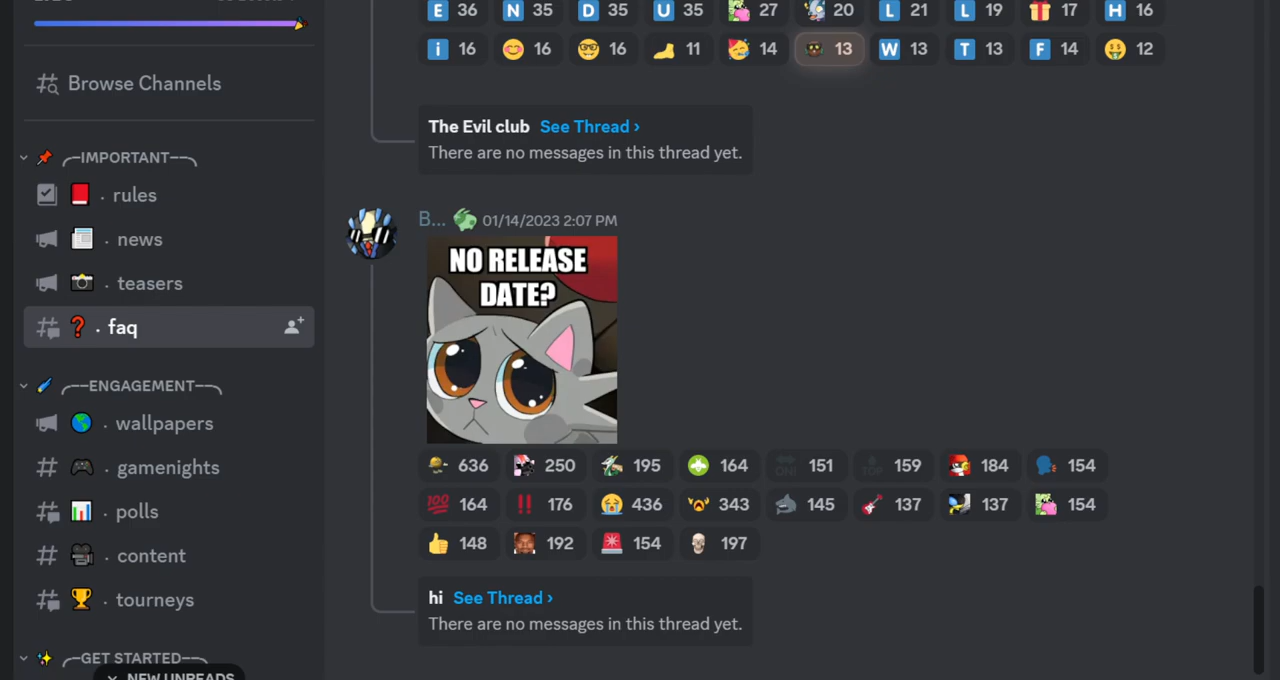 Browse Channels
IMPORTANT
rules
news
teasers
faq
ENGAGEMENT
wallpapers
gamenights
polls
content
tourneys
GET STARTED
NEW UNREADS
E 36 N 35 D 35 U 35 27 20 L 21 L 19 17 H 16
i 16 16 16 11 14 13 W 13 T 13 F 14 12
The Evil club See Thread ›
There are no messages in this thread yet.
B... 01/14/2023 2:07 PM
NO RELEASE
DATE?
636 250 195 164 151 159 184 154
100 164 !! 176 436 343 145 137 137 154
148 192 154 197
hi See Thread ›
There are no messages in this thread yet.